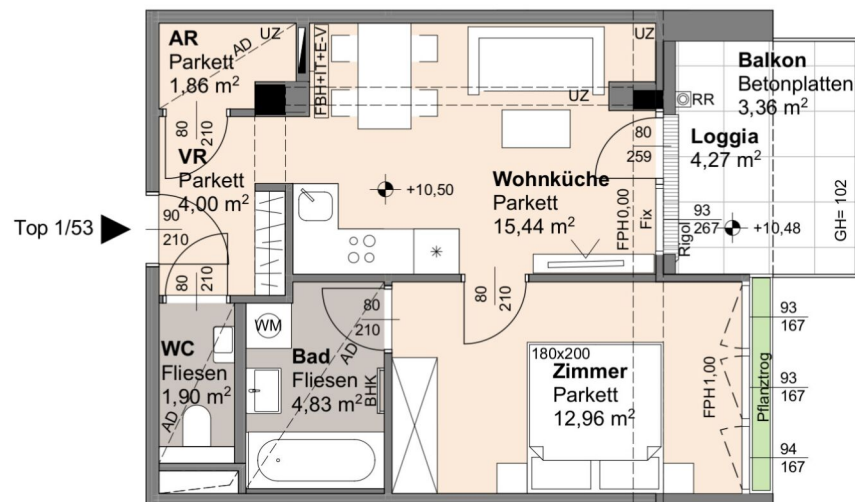 AR
Parkett
1,86 m²
AD
UZ
FBH+IT+E-V
UZ
UZ
Balkon
Betonplatten
3,36 m²
RR
Loggia
4,27 m²
80
210
VR
Parkett
4,00 m²
80
259
+10,50
Wohnküche
Parkett
15,44 m²
FPH0,00
Fix
Rigol
93
267
+10,48
GH= 102
Top 1/53
90
210
80
210
80
210
80
210
WM
WC
Fliesen
1,90 m²
AD
Bad
Fliesen
4,83 m²
AD
BHK
180x200
Zimmer
Parkett
12,96 m²
FPH1,00
Pflanztrog
93
167
93
167
94
167